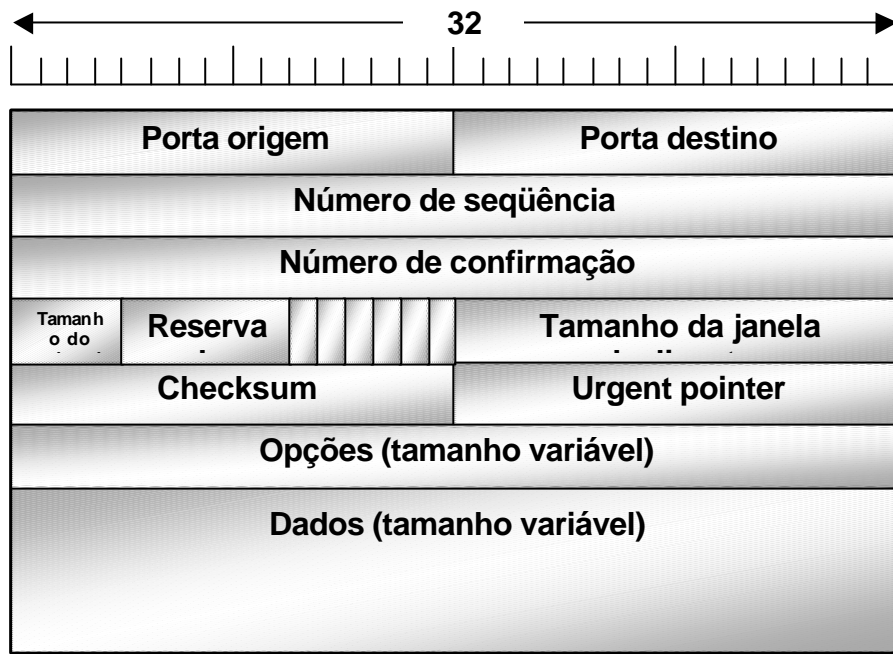 32
Porta origem
Porta destino
Número de seqüência
Número de confirmação
Tamanh
o do
Reserva
Tamanho da janela
Checksum
Urgent pointer
Opções (tamanho variável)
Dados (tamanho variável)